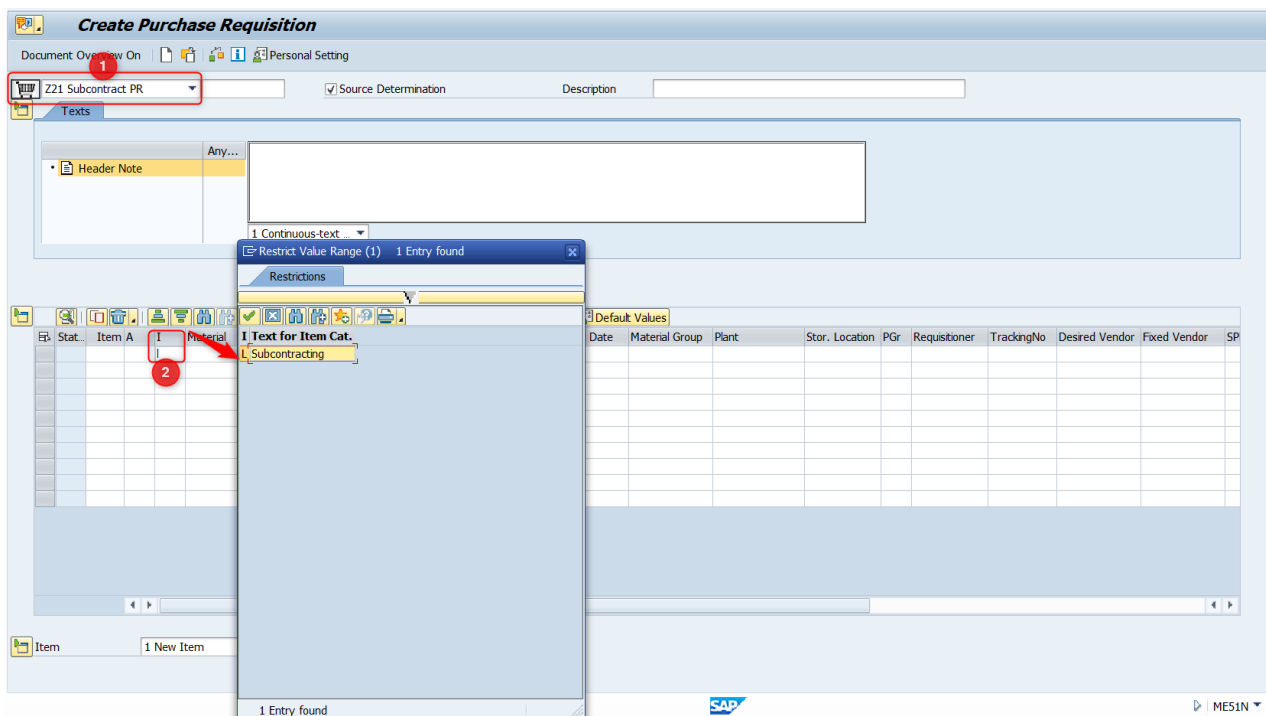 Create Purchase Requisition
Document Overview On Personal Setting
1
Z21 Subcontract PR Source Determination Description
Texts
Any...
Header Note
1 Continuous-text ...
Restrict Value Range (1) 1 Entry found
Restrictions
Default Values
Stat... Item A I Material I Text for Item Cat. Date Material Group Plant Stor. Location PGr Requisitioner TrackingNo Desired Vendor Fixed Vendor SP
L Subcontracting
2
Item 1 New Item
1 Entry found
SAP ME51N